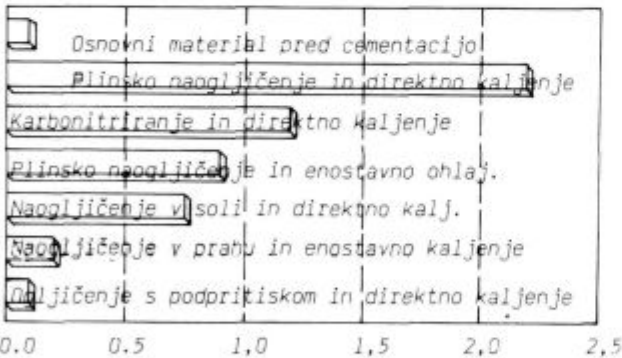 Osnovni material pred cementacijo
Plinsko naogljičenje in direktno kaljenje
Karbonitriranje in direktno kaljenje
Plinsko naogljičenje in enostavno ohlaj.
Naogljičenje v soli in direktno kalj.
Naogljičenje v prahu in enostavno kaljenje
Ogljičenje s podpritiskom in direktno kaljenje
0.0 0.5 1,0 1,5 2,0 2,5